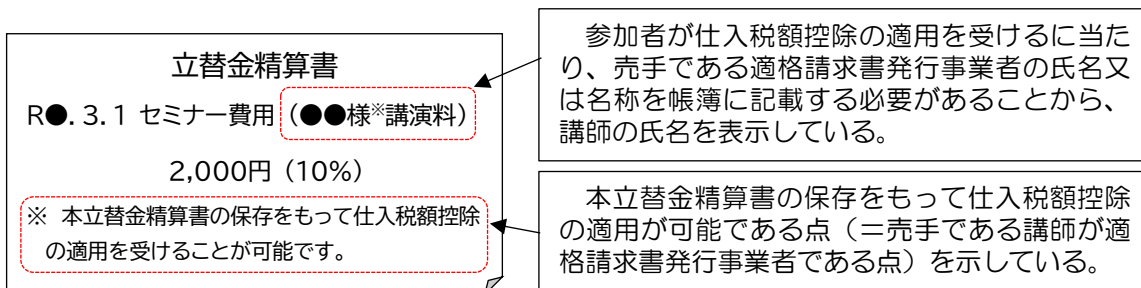 立替金精算書
R●.3.1 セミナー費用（●●様※講演料）
2,000円（10%）
※ 本立替金精算書の保存をもって仕入税額控除
の適用を受けることが可能です。
参加者が仕入税額控除の適用を受けるに当た
り、売手である適格請求書発行事業者の氏名又
は名称を帳簿に記載する必要があることから、
講師の氏名を表示している。
本立替金精算書の保存をもって仕入税額控除
の適用が可能である点（＝売手である講師が適
格請求書発行事業者である点）を示している。